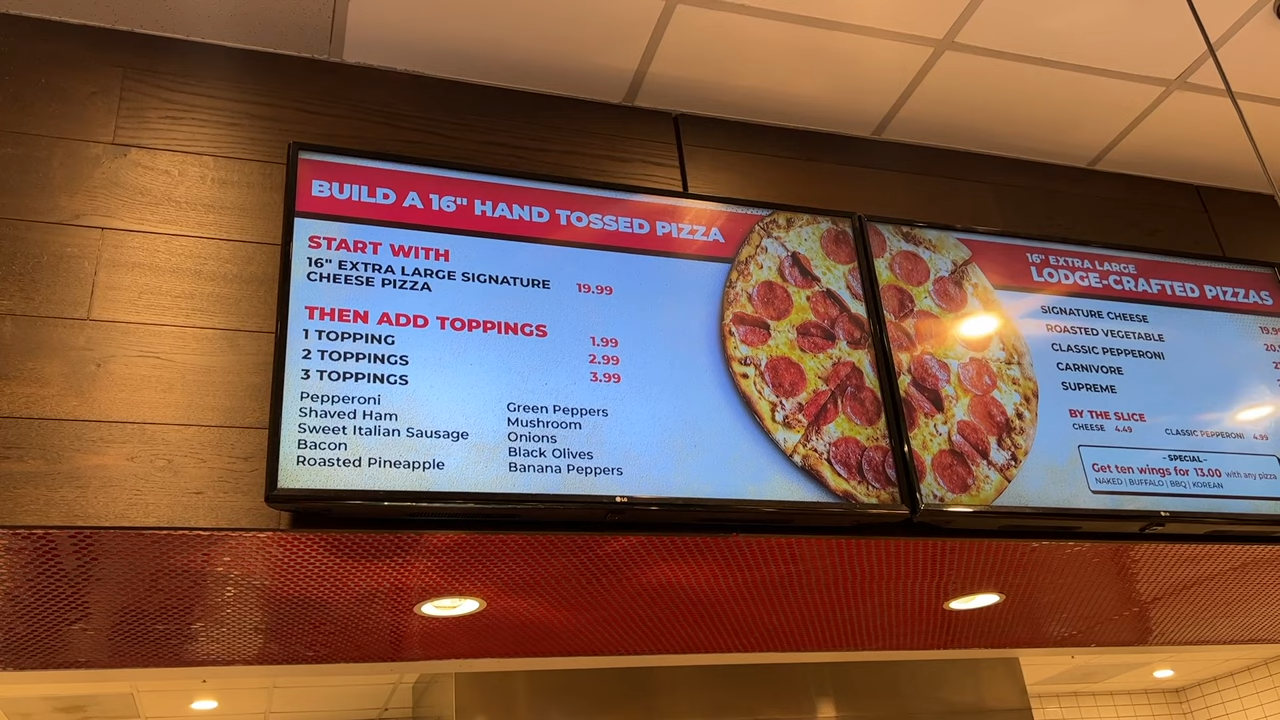 BUILD A 16" HAND TOSSED PIZZA
START WITH
16" EXTRA LARGE SIGNATURE
CHEESE PIZZA 19.99
THEN ADD TOPPINGS
1 TOPPING 1.99
2 TOPPINGS 2.99
3 TOPPINGS 3.99
Pepperoni
Shaved Ham
Sweet Italian Sausage
Bacon
Roasted Pineapple
Green Peppers
Mushroom
Onions
Black Olives
Banana Peppers
LG
16" EXTRA LARGE
LODGE-CRAFTED PIZZAS
SIGNATURE CHEESE
ROASTED VEGETABLE
CLASSIC PEPPERONI
CARNIVORE
SUPREME
BY THE SLICE
CHEESE 4.49 CLASSIC PEPPERONI 4.99
-SPECIAL-
Get ten wings for 13.00 with any pizza
NAKED | BUFFALO | BBQ | KOREAN